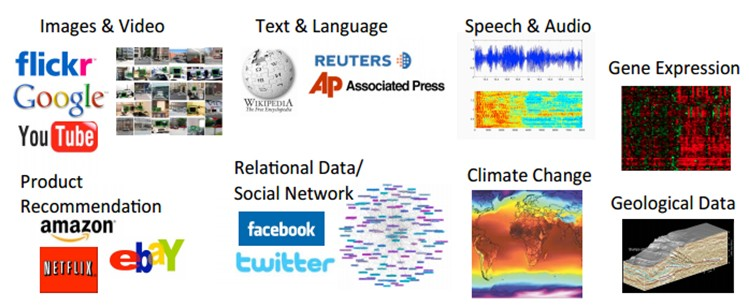 Images & Video
flickr
Google
YouTube
Text & Language
WIKIPEDIA
The Free Encyclopedia
REUTERS
AP Associated Press
Speech & Audio
Gene Expression
Product
Recommendation
amazon
NETFLIX
ebay
Relational Data/
Social Network
facebook
twitter
Climate Change
Geological Data